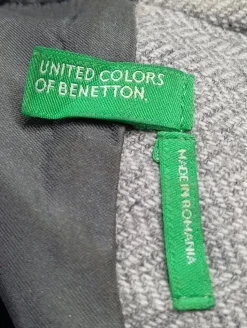 UNITED COLORS
OF BENETTON.
MADE IN ROMANIA